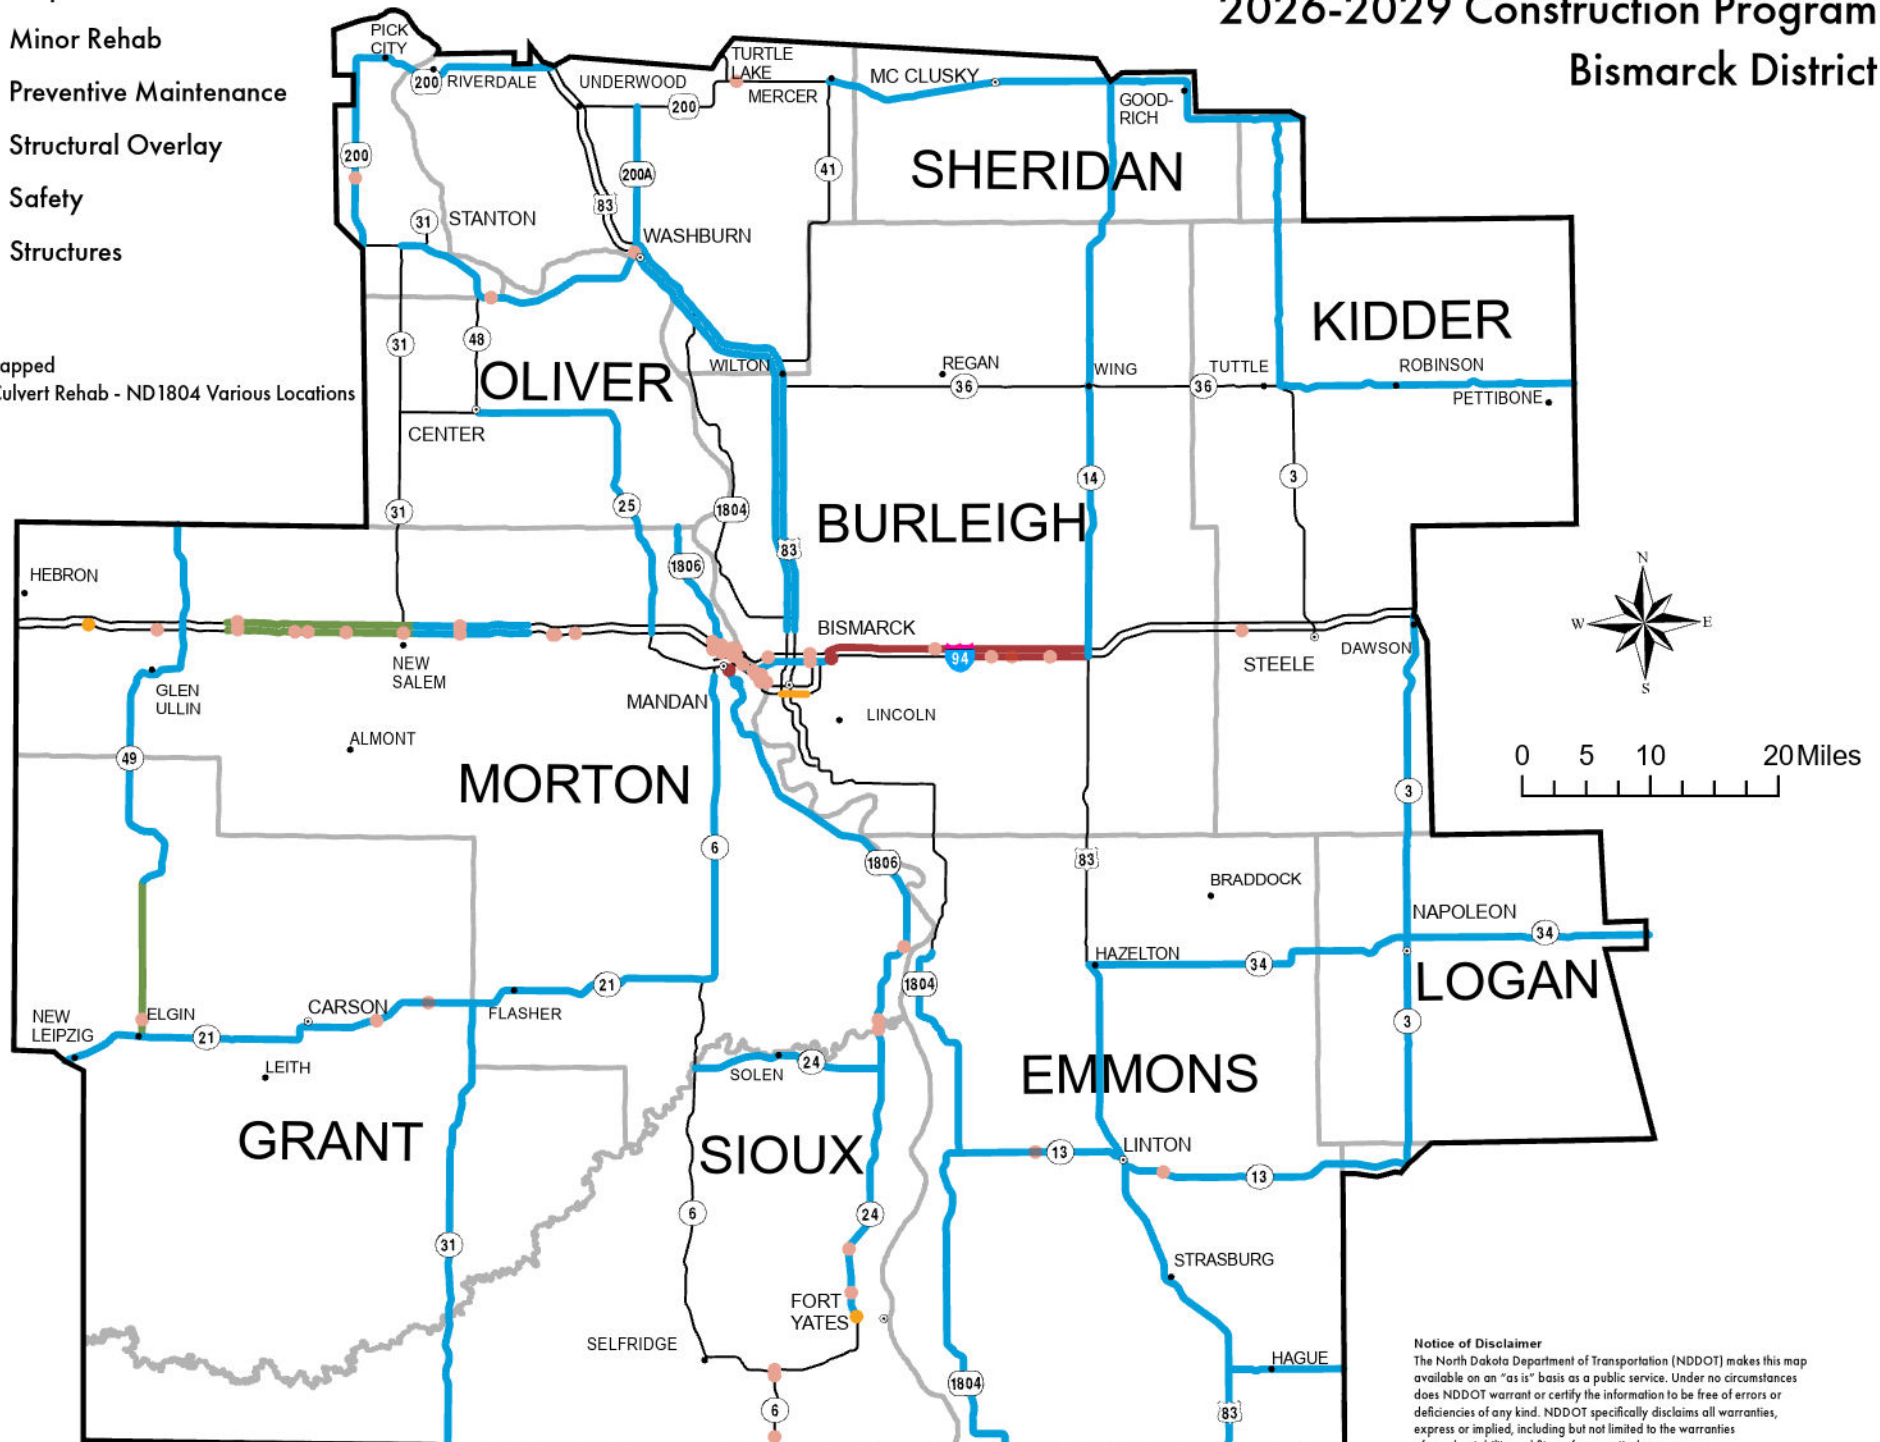 2026-2029 Construction Program
Bismarck District
Minor Rehab
Preventive Maintenance
Structural Overlay
Safety
Structures
Culvert Rehab - ND1804 Various Locations
PICK
CITY
200
RIVERDALE
UNDERWOOD
TURTLE
LAKE
MERCER
200
MC CLUSKY
GOOD-
RICH
SHERIDAN
200
200A
41
83
31
STANTON
WASHBURN
KIDDER
31
48
OLIVER
WILTON
REGAN
36
WING
36
TUTTLE
ROBINSON
PETTIBONE
CENTER
14
3
31
25
1804
BURLEIGH
83
1806
HEBRON
BISMARCK
94
NEW
SALEM
STEELE
DAWSON
GLEN
ULLIN
MANDAN
LINCOLN
ALMONT
49
MORTON
3
6
83
1806
BRADDOCK
NAPOLEON
34
HAZELTON
34
LOGAN
21
1804
CARSON
FLASHER
NEW
LEIPZIG
ELGIN
21
3
LEITH
SOLEN
24
EMMONS
GRANT
SIOUX
13
LINTON
13
6
24
31
STRASBURG
FORT
YATES
SELFRIDGE
HAGUE
1804
6
83
N
W
E
S
0 5 10 20 Miles
Notice of Disclaimer
The North Dakota Department of Transportation (NDDOT) makes this map
available on an "as is" basis as a public service. Under no circumstances
does NDDOT warrant or certify the information to be free of errors or
deficiencies of any kind. NDDOT specifically disclaims all warranties,
express or implied, including but not limited to the warranties